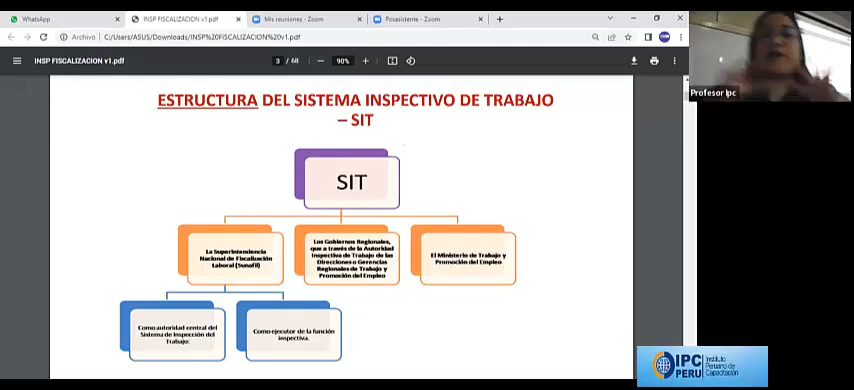 WhatsApp
INSP FISCALIZACION v1.pdf
Mis reuniones - Zoom
Posasistente - Zoom
Archivo
C:/Users/ASUS/Downloads/INSP%20FISCALIZACION%20v1.pdf
INSP FISCALIZACION v1.pdf
3 / 68
90%
ESTRUCTURA DEL SISTEMA INSPECTIVO DE TRABAJO
– SIT
SIT
La Superintendencia
Nacional de Fiscalización
Laboral (Sunafil)
Los Gobiernos Regionales,
que a través de la Autoridad
Inspectiva de Trabajo de las
Direcciones o Gerencias
Regionales de Trabajo y
Promoción del Empleo
El Ministerio de Trabajo y
Promoción del Empleo
Como autoridad central del
Sistema de Inspección del
Trabajo:
Como ejecutor de la función
inspectiva.
Profesor Ipc
IPC
PERU
Instituto
Peruano de
Capacitación